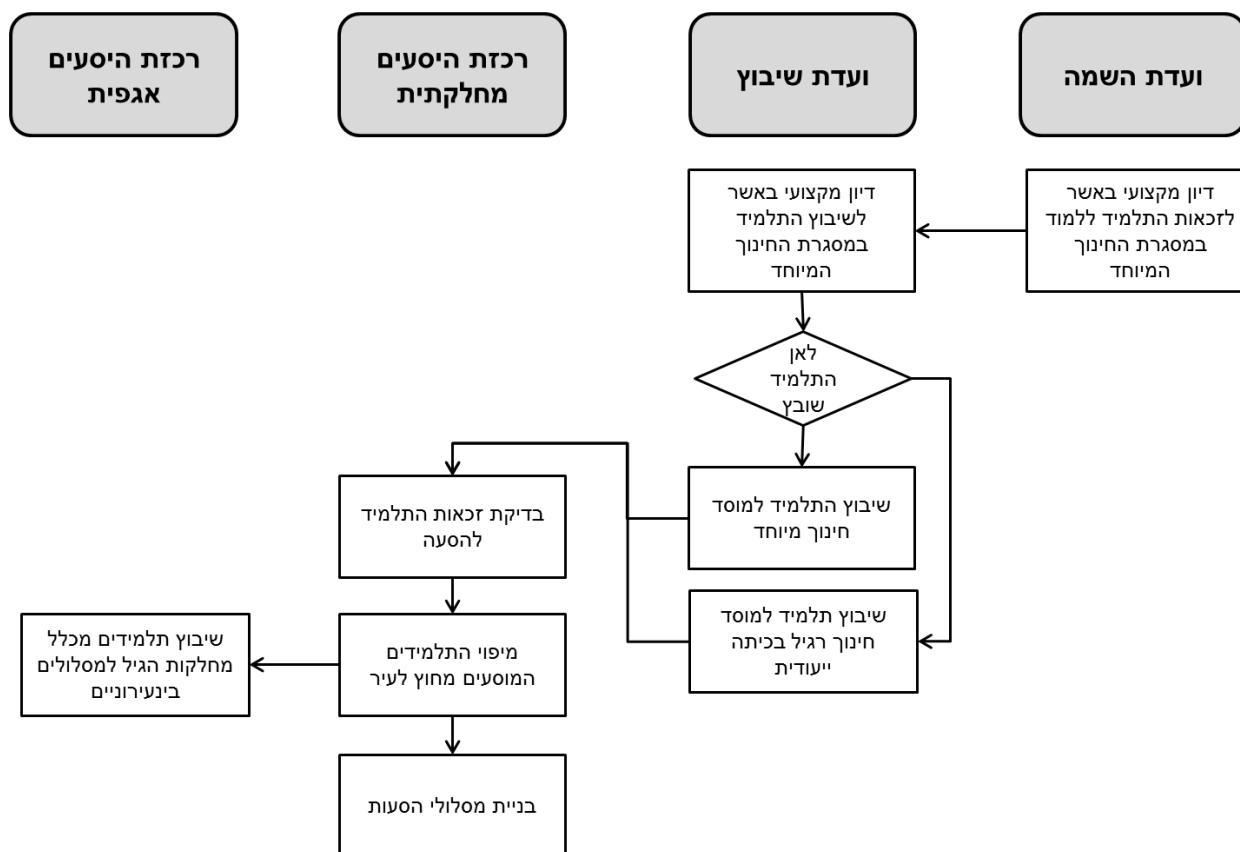 ועדת השמה
ועדת שיבוץ
רכזת היסעים
מחלקתית
רכזת היסעים
אגפית
דיון מקצועי באשר
לזכאות התלמיד ללמוד
במסגרת החינוך
המיוחד
דיון מקצועי באשר
לשיבוץ התלמיד
במסגרת החינוך
המיוחד
לאן
התלמיד
שובץ
שיבוץ התלמיד למוסד
חינוך מיוחד
שיבוץ תלמיד למוסד
חינוך רגיל בכיתה
ייעודית
בדיקת זכאות התלמיד
להסעה
מיפוי התלמידים
המוסעים מחוץ לעיר
שיבוץ תלמידים מכלל
מחלקות הגיל למסלולים
בינעירוניים
בניית מסלולי הסעות